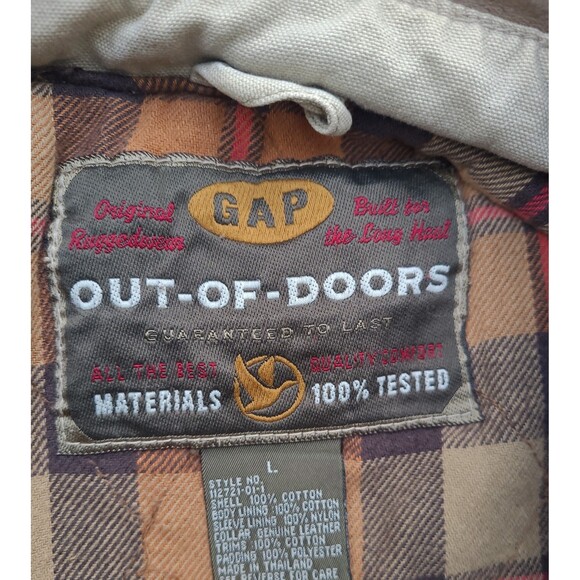 GAP
Original
Ruggedwear
Built for
the Long Haul
OUT-OF-DOORS
GUARANTEED TO LAST
ALL THE BEST
MATERIALS
QUALITY COMFORT
100% TESTED
L
STYLE NO.
112721-01-1
SHELL 100% COTTON
BODY LINING 100% COTTON
SLEEVE LINING 100% NYLON
COLLAR GENUINE LEATHER
TRIMS 100% COTTON
PADDING 100% POLYESTER
MADE IN THAILAND
REVERSE FOR CARE